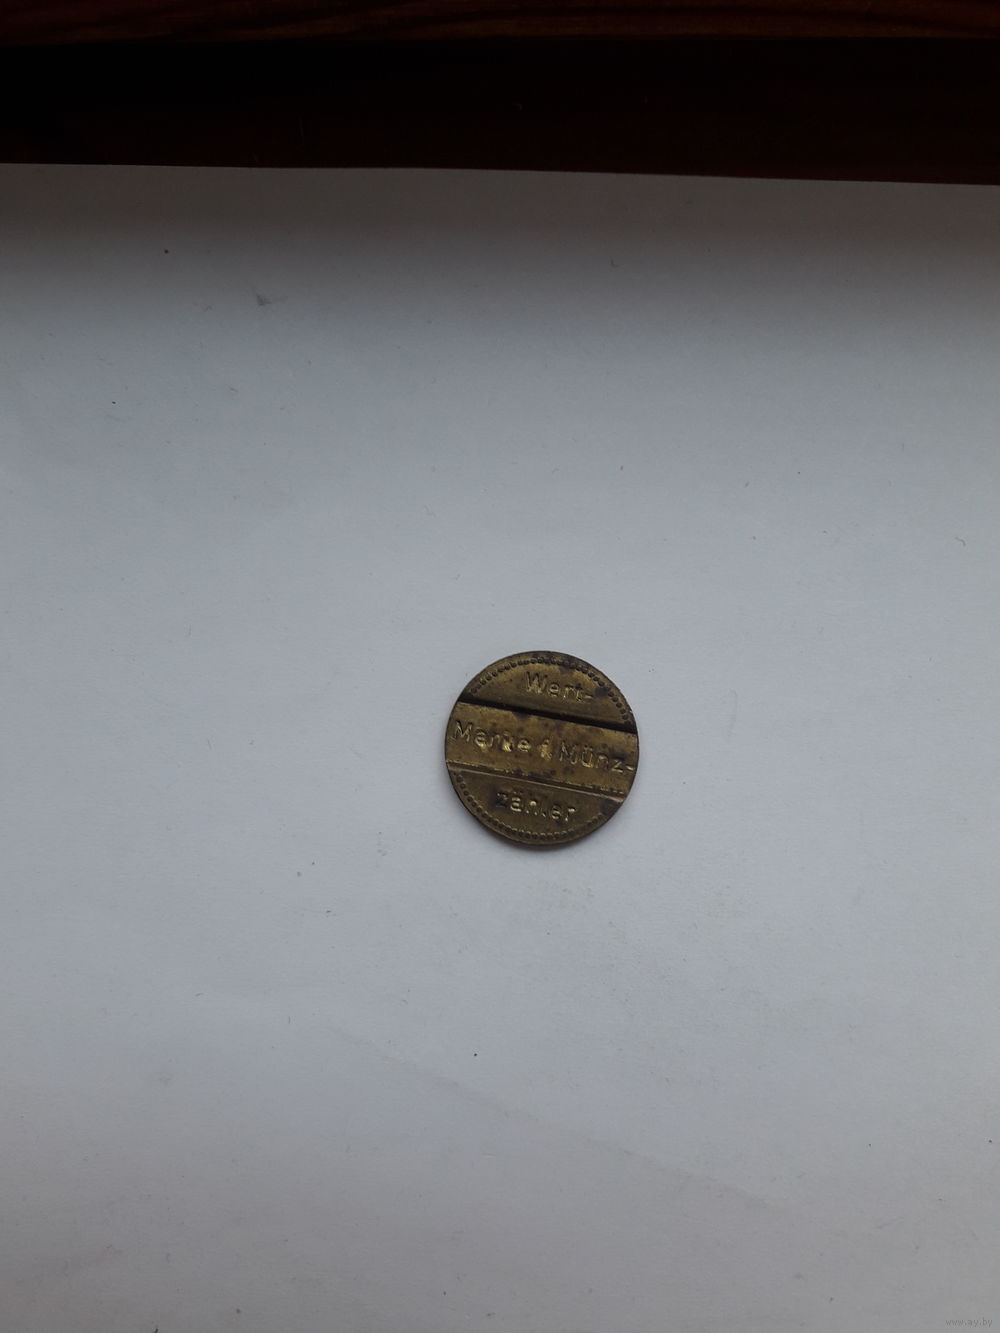 Wert-
Marke f. Münz-
zähler
www.ay.by